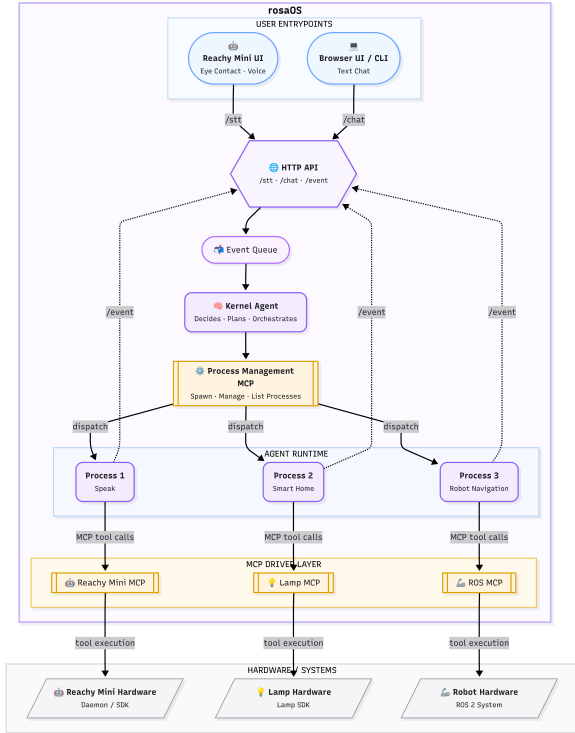 rosaOS
USER ENTRYPOINTS
Reachy Mini UI
Eye Contact · Voice
Browser UI / CLI
Text Chat
/stt
/chat
HTTP API
/stt · /chat · /event
Event Queue
Kernel Agent
Decides · Plans · Orchestrates
/event
/event
/event
Process Management
MCP
Spawn · Manage · List Processes
dispatch
dispatch
dispatch
AGENT RUNTIME
Process 1
Speak
Process 2
Smart Home
Process 3
Robot Navigation
MCP tool calls
MCP tool calls
MCP tool calls
MCP DRIVER LAYER
Reachy Mini MCP
Lamp MCP
ROS MCP
tool execution
tool execution
tool execution
HARDWARE / SYSTEMS
Reachy Mini Hardware
Daemon / SDK
Lamp Hardware
Lamp SDK
Robot Hardware
ROS 2 System